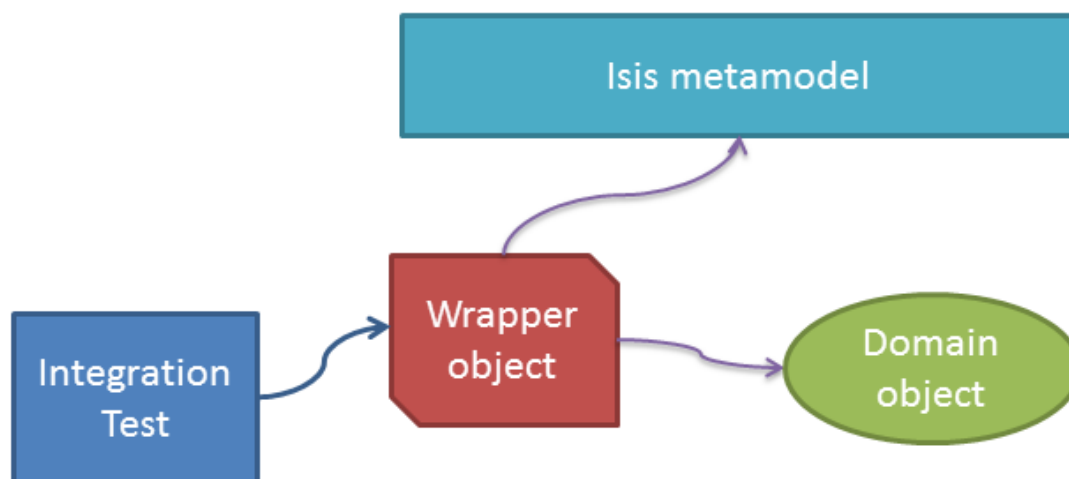 Isis metamodel
Wrapper
object
Integration
Test
Domain
object